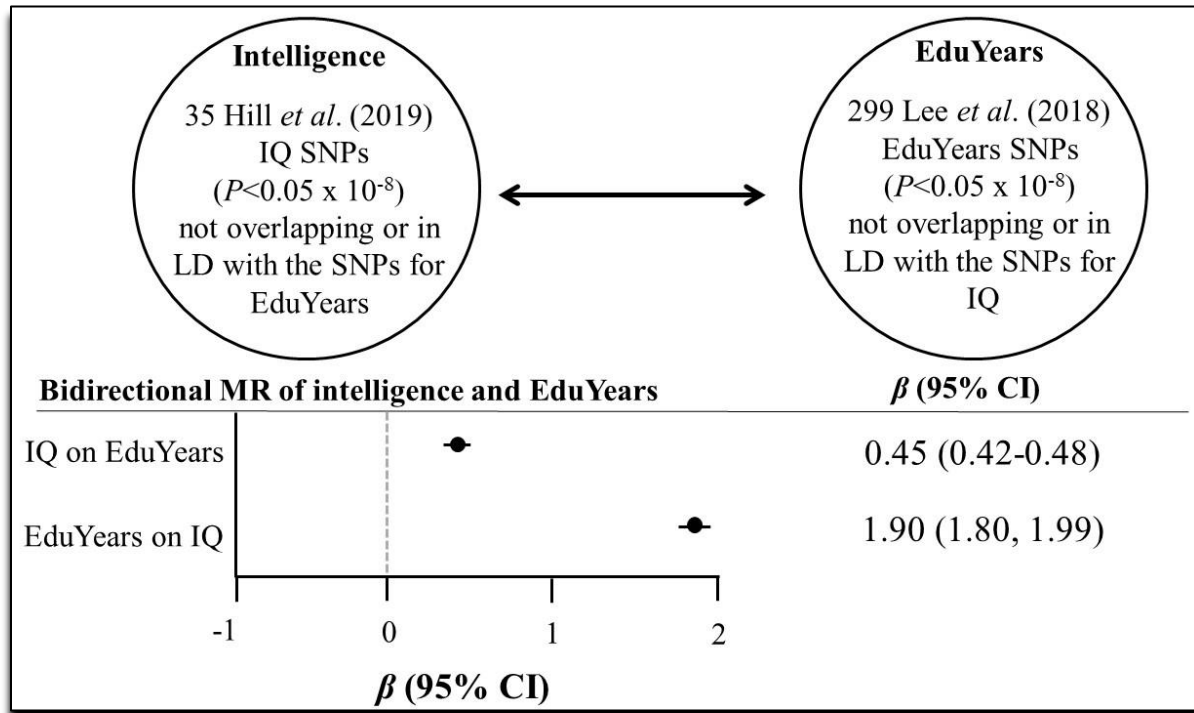 Intelligence
35 Hill et al. (2019)
IQ SNPs
(P<0.05 x 10⁻⁸)
not overlapping or in
LD with the SNPs for
EduYears
EduYears
299 Lee et al. (2018)
EduYears SNPs
(P<0.05 x 10⁻⁸)
not overlapping or in
LD with the SNPs for
IQ
Bidirectional MR of intelligence and EduYears
β (95% CI)
IQ on EduYears
0.45 (0.42-0.48)
EduYears on IQ
1.90 (1.80, 1.99)
-1 0 1 2
β (95% CI)